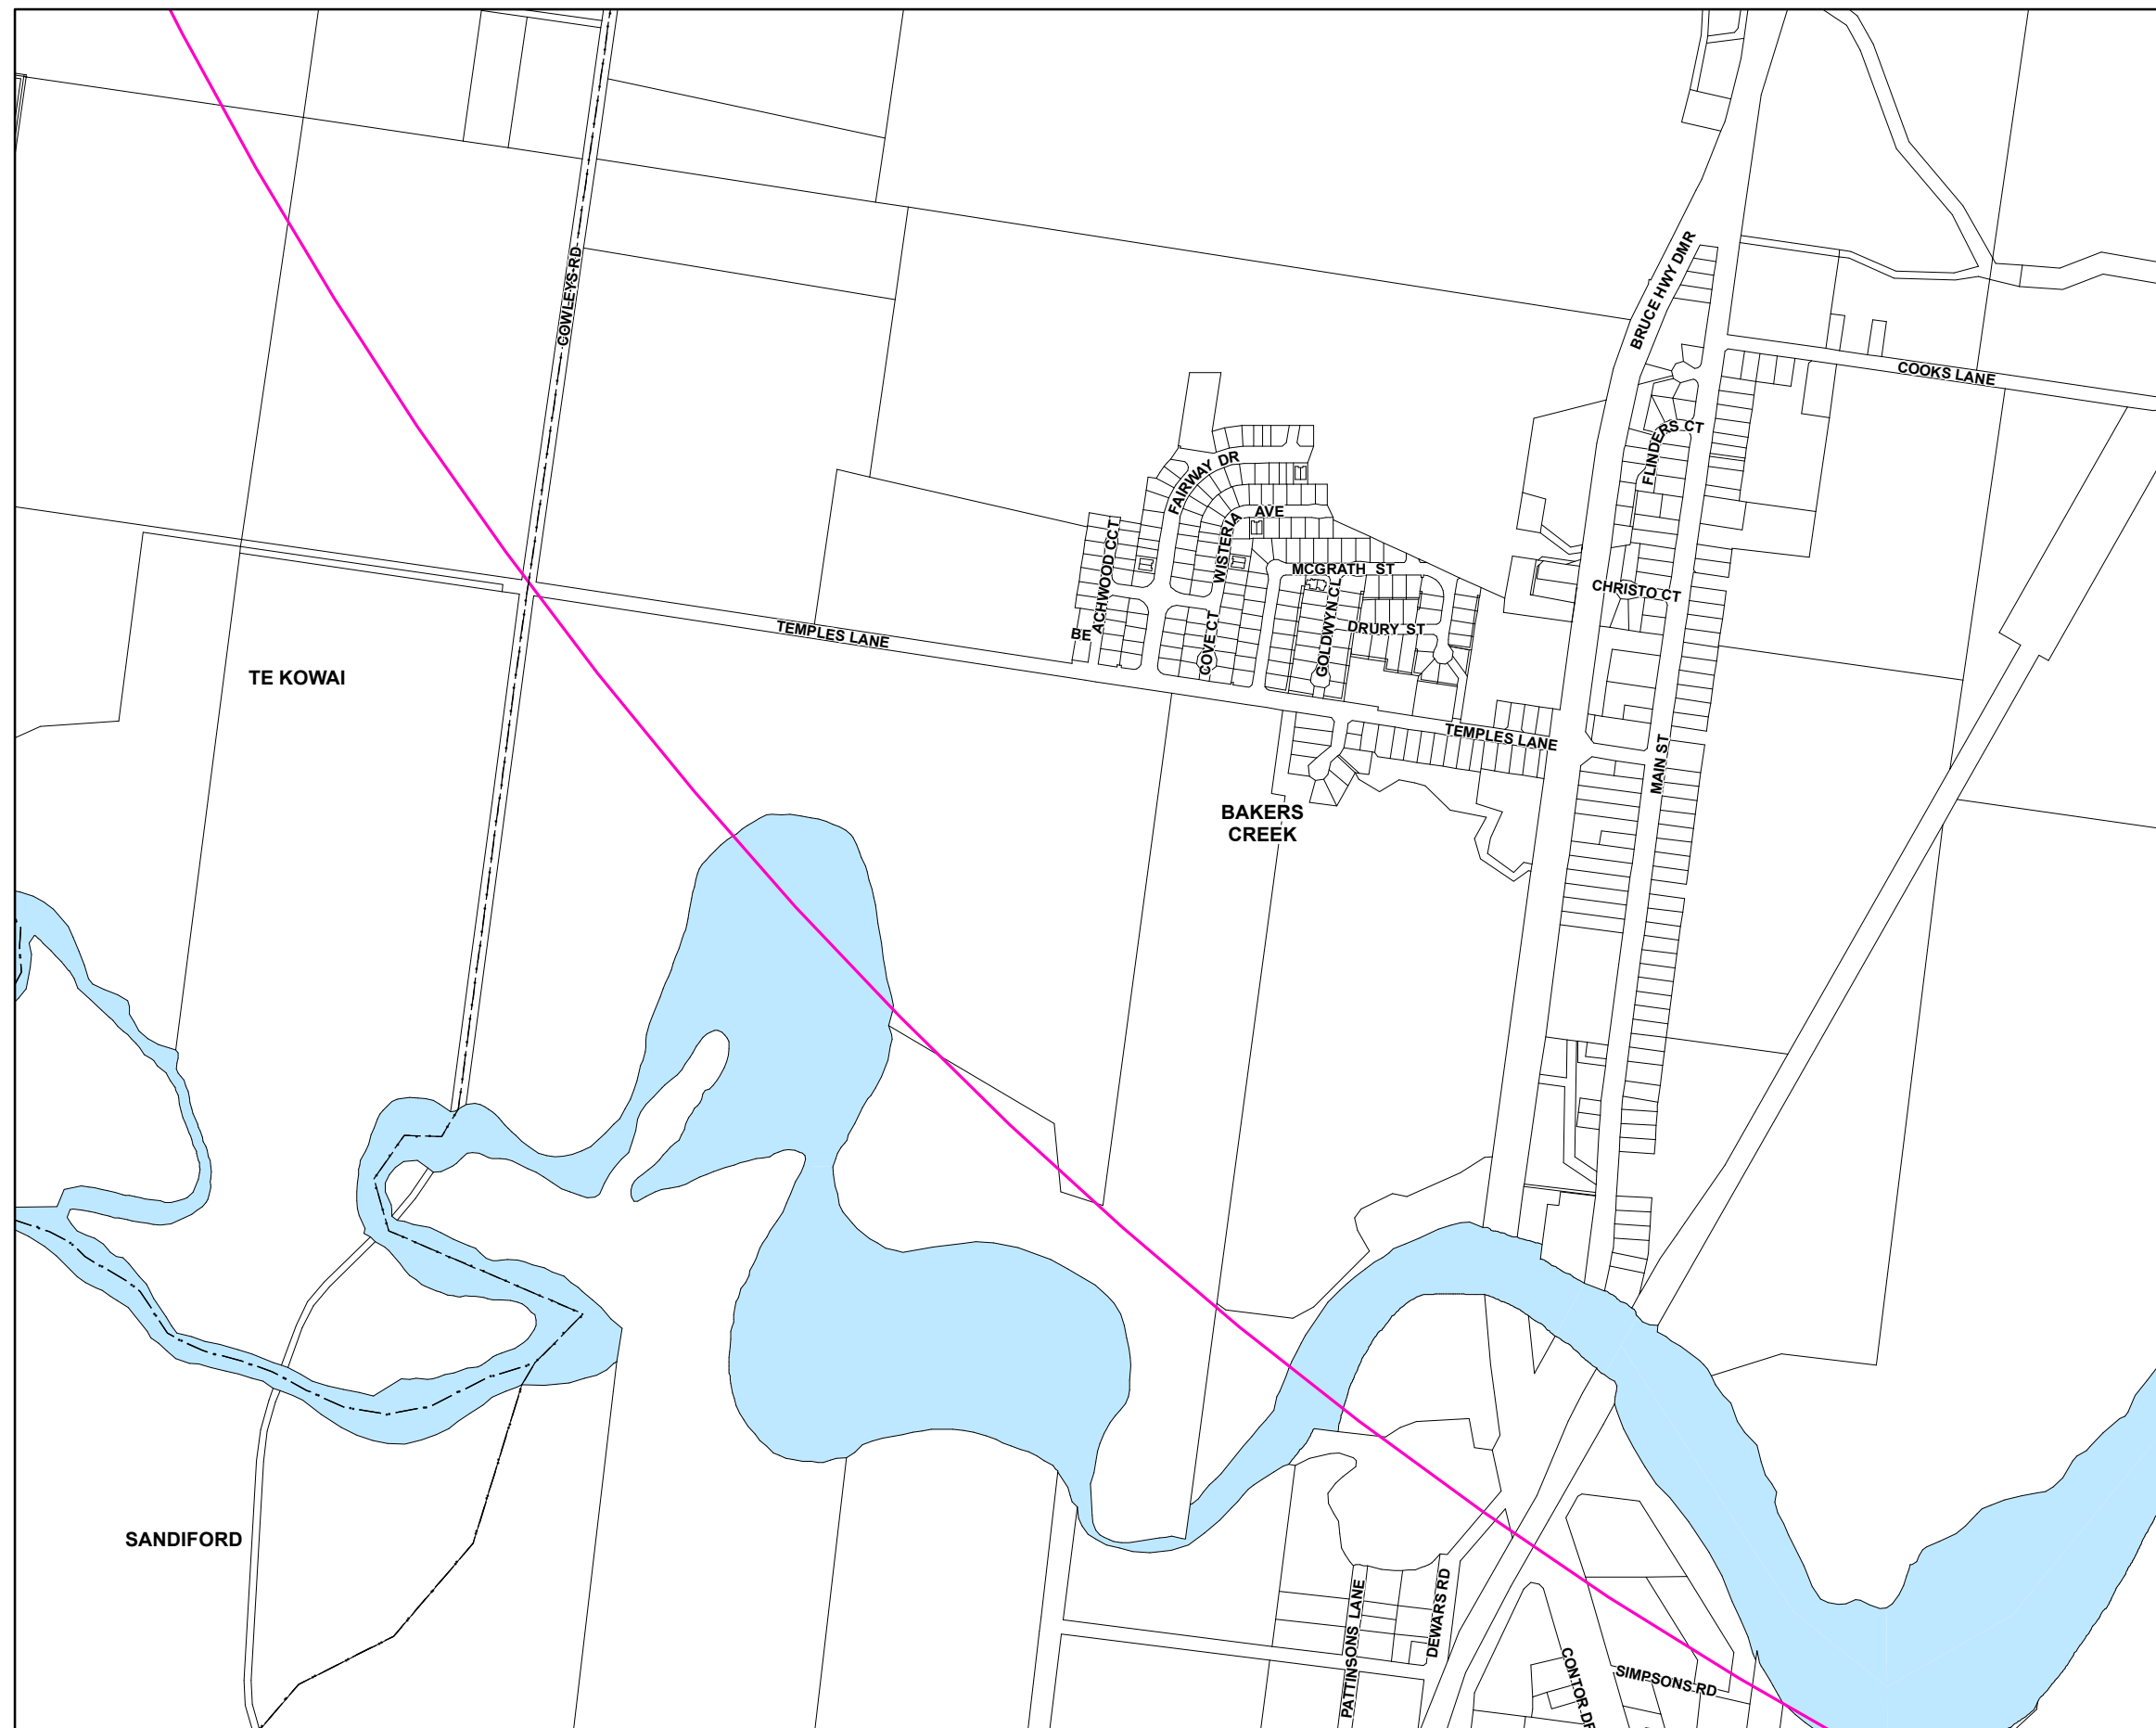 BRUCE HWY DMR
COWLEYS RD
COOKS LANE
FLINDERS CT
FAIRWAY DR
WISTERIA AVE
ACHWOOD CCT
BE
MCGRATH ST
CHRISTO CT
GOLDWYN CL
DRURY ST
COVE CT
TEMPLES LANE
TE KOWAI
TEMPLES LANE
MAIN ST
BAKERS
CREEK
SANDIFORD
PATTINSONS LANE
DEWARS RD
CONTOR DR
SIMPSONS RD